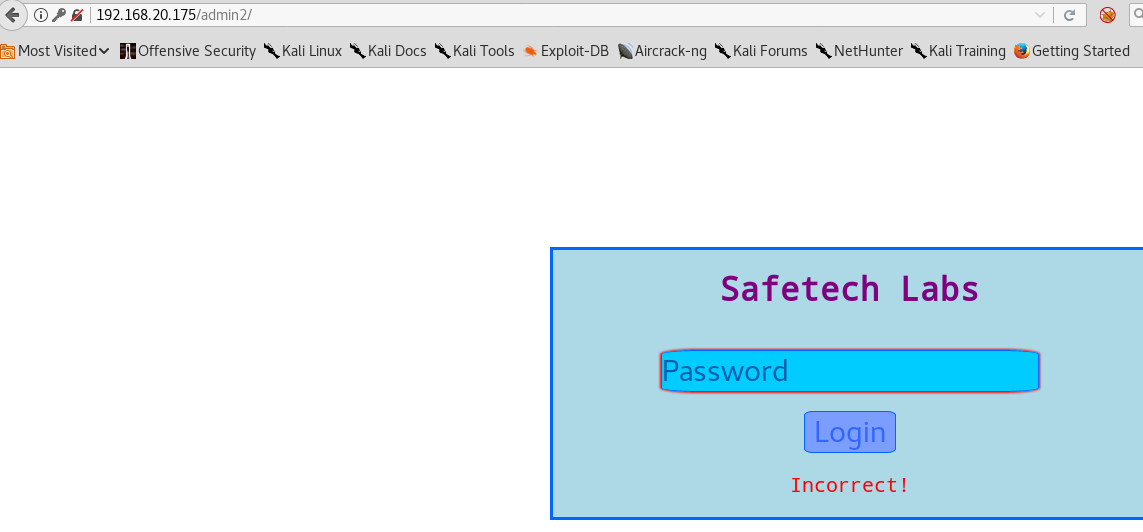 192.168.20.175/admin2/
Most Visited Offensive Security Kali Linux Kali Docs Kali Tools Exploit-DB Aircrack-ng Kali Forums NetHunter Kali Training Getting Started
Safetech Labs
Password
Login
Incorrect!